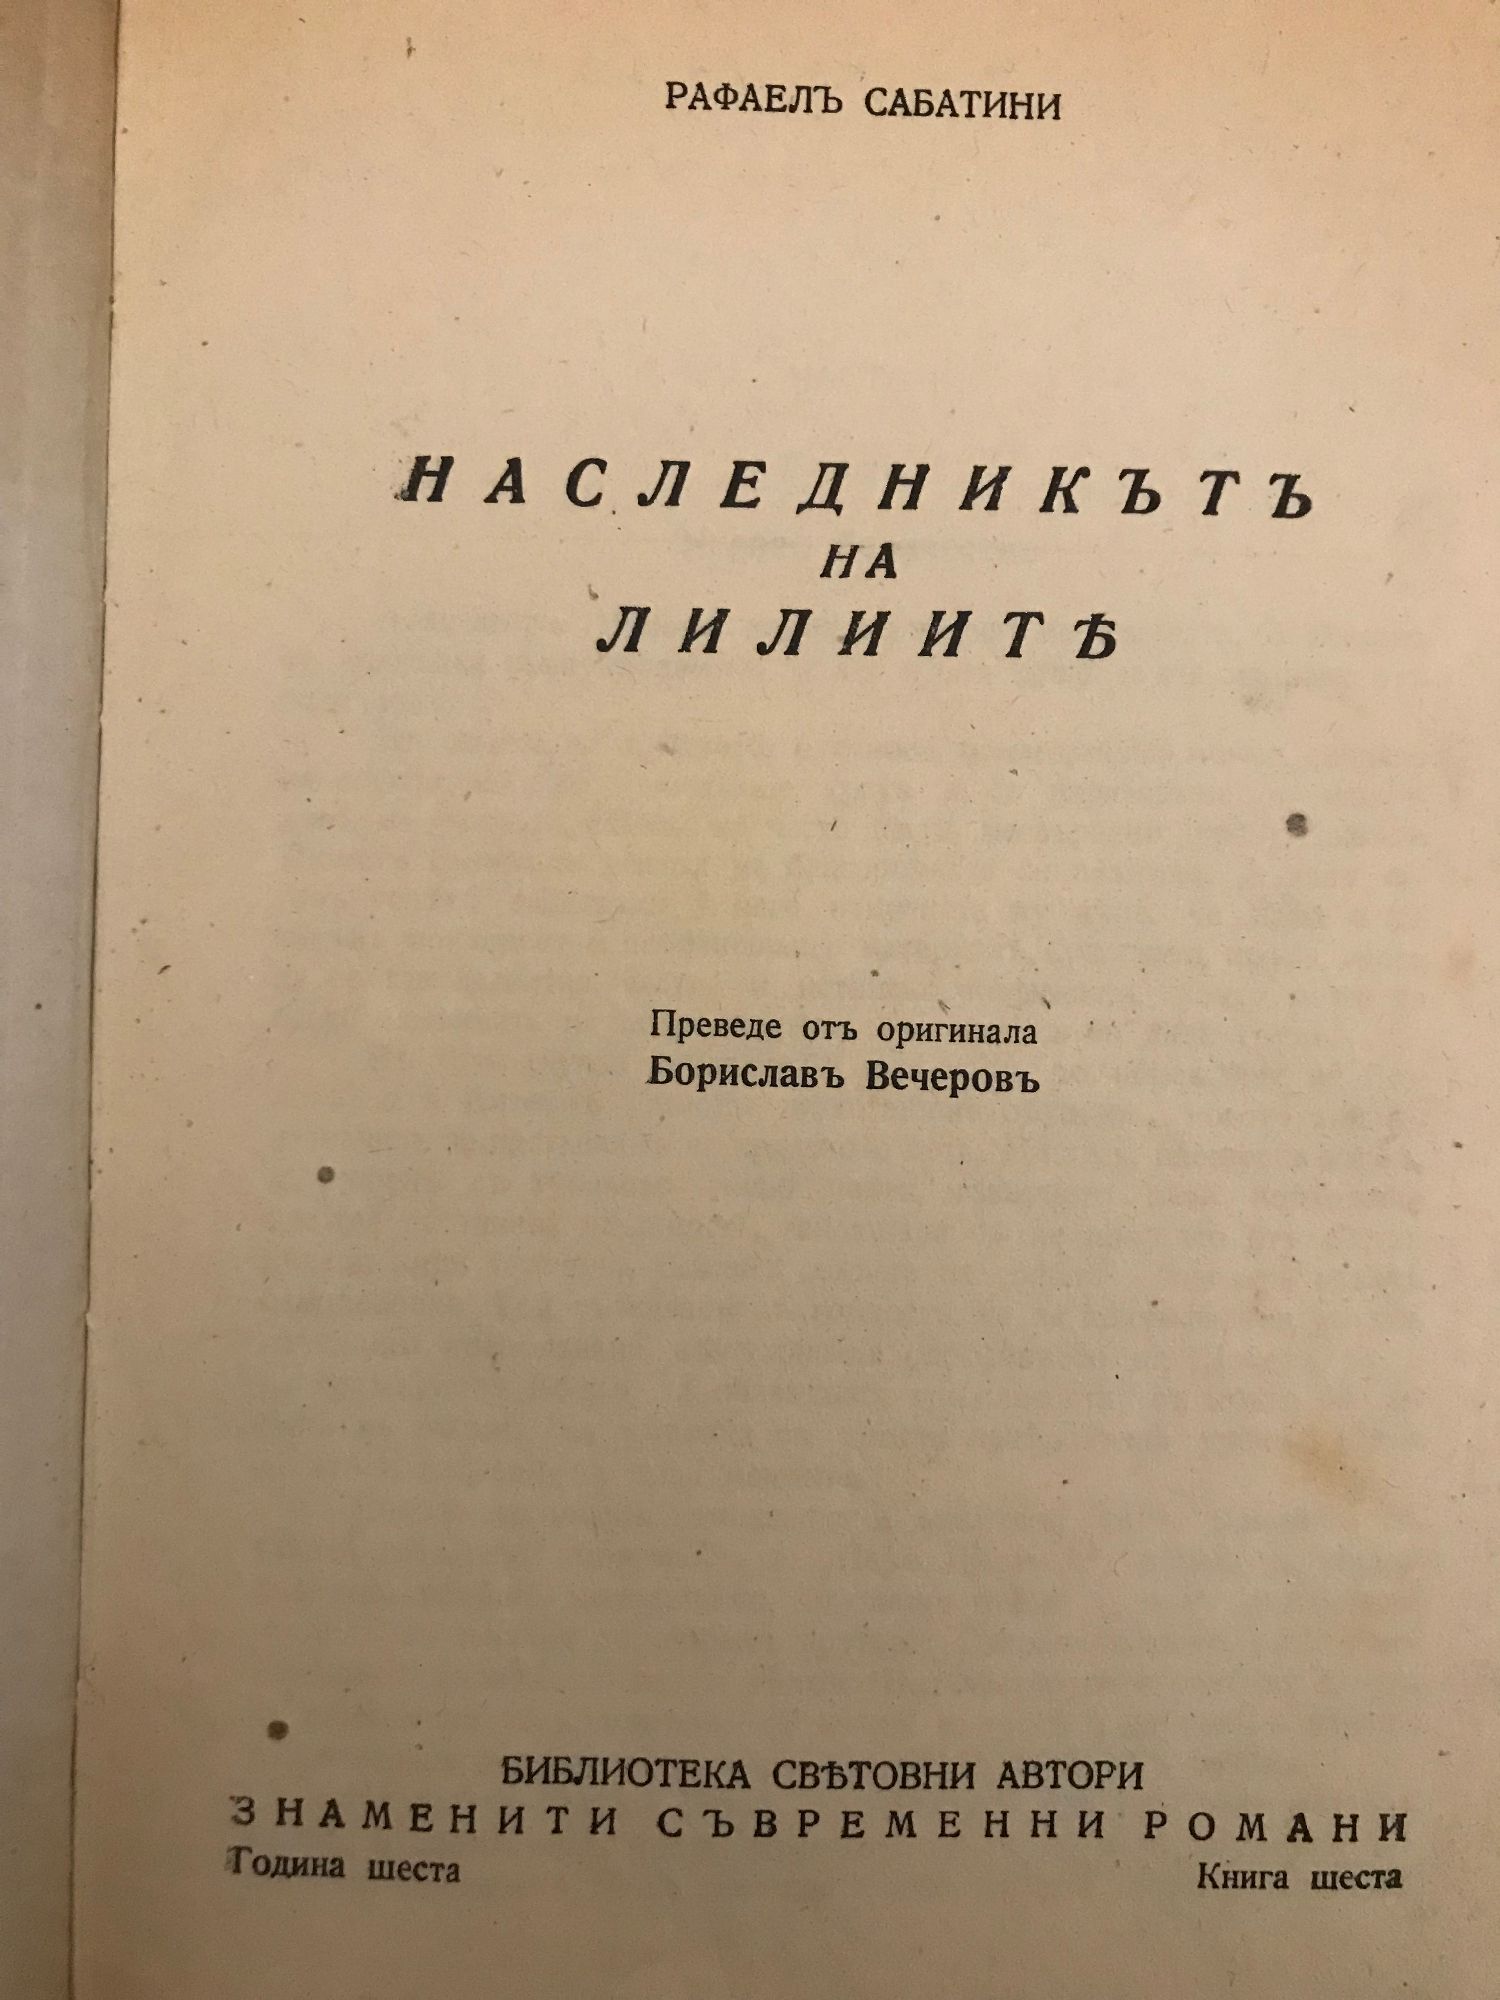 РАФАЕЛЪ САБАТИНИ
НАСЛЕДНИКЪТЪ
НА
ЛИЛИИТѢ
Преведе отъ оригинала
Бориславъ Вечеровъ
БИБЛИОТЕКА СВѢТОВНИ АВТОРИ
ЗНАМЕНИТИ СЪВРЕМЕННИ РОМАНИ
Година шеста Книга шеста